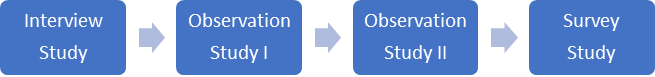 Interview
Study
Observation
Study I
Observation
Study II
Survey
Study